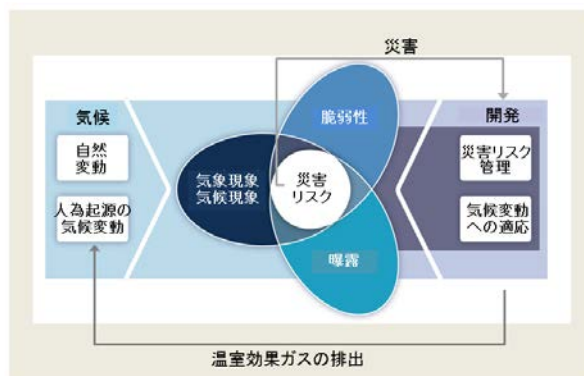 災害
気候
自然
変動
人為起源の
気候変動
気象現象
気候現象
脆弱性
災害
リスク
曝露
開発
災害リスク
管理
気候変動
への適応
温室効果ガスの排出